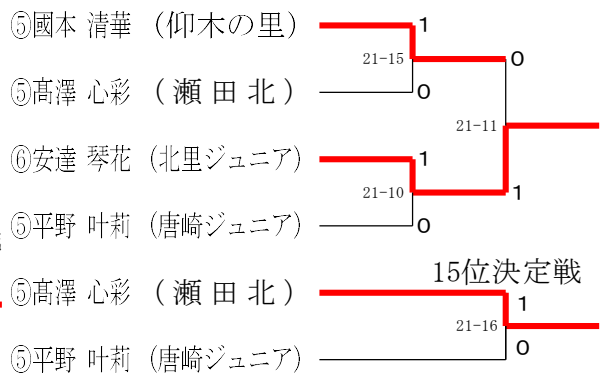 ⑤國本 清華 (仰木の里)
1
21-15
0
⑤髙澤 心彩 (瀬田北)
0
21-11
⑥安達 琴花 (北里ジュニア)
1
21-10
1
⑤平野 叶莉 (唐崎ジュニア)
0
15位決定戦
⑤髙澤 心彩 (瀬田北)
1
21-16
0
⑤平野 叶莉 (唐崎ジュニア)